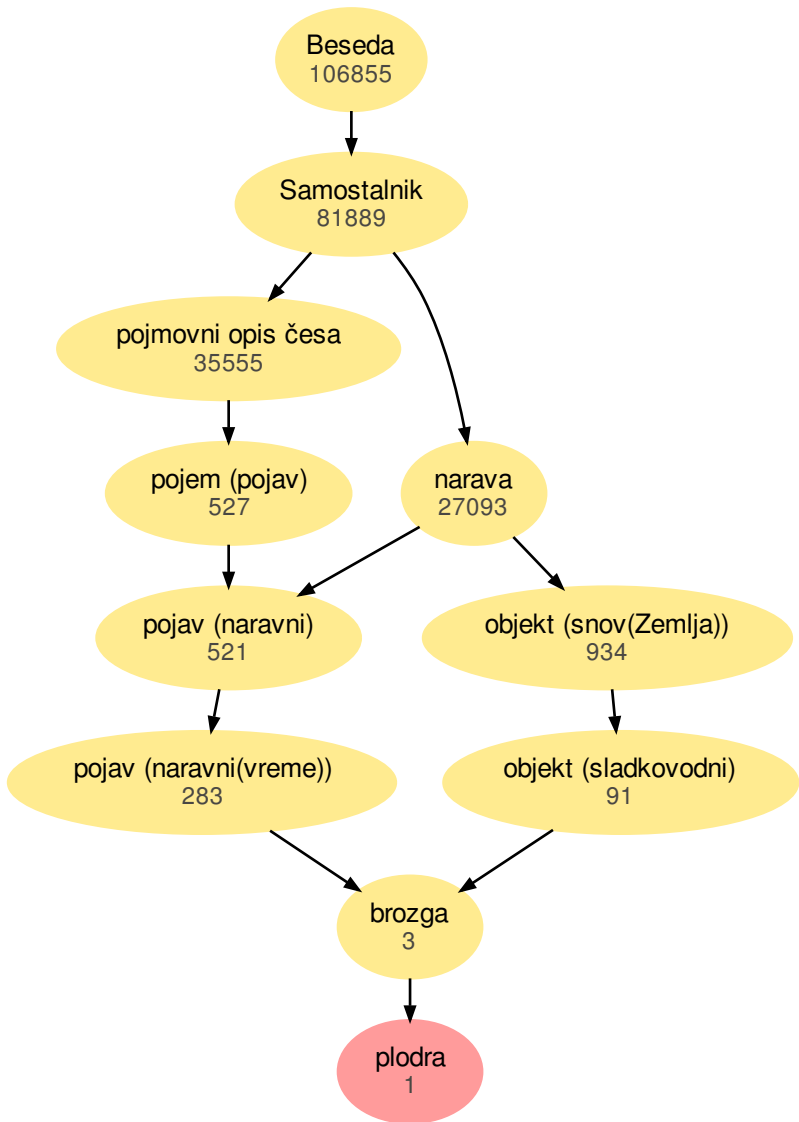 Beseda
106855
Samostalnik
81889
pojmovni opis česa
35555
pojem (pojav)
527
narava
27093
pojav (naravni)
521
objekt (snov(Zemlja))
934
pojav (naravni(vreme))
283
objekt (sladkovodni)
91
brozga
3
plodra
1